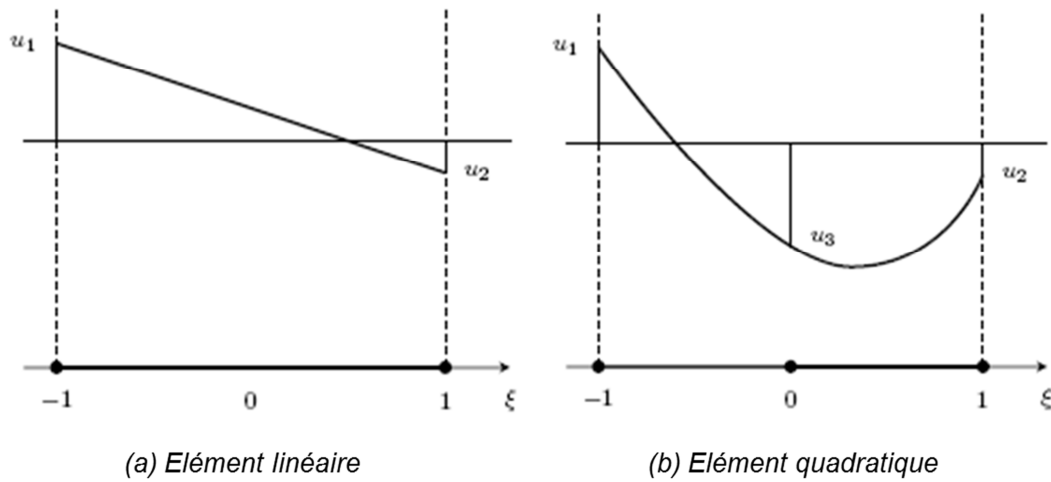 u₁
u₂
−1
0
1
ξ
(a) Elément linéaire
u₁
u₂
u₃
−1
0
1
ξ
(b) Elément quadratique